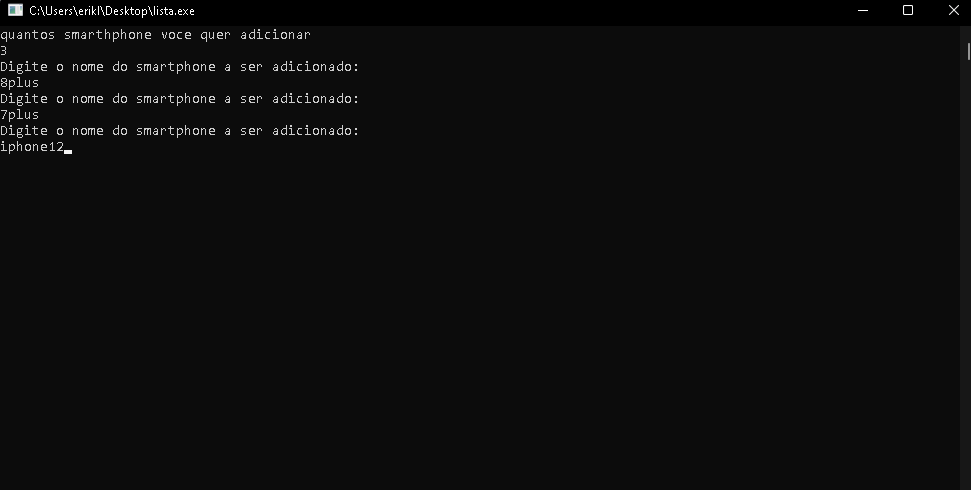 C:\Users\erikl\Desktop\lista.exe
quantos smarthphone voce quer adicionar
3
Digite o nome do smartphone a ser adicionado:
8plus
Digite o nome do smartphone a ser adicionado:
7plus
Digite o nome do smartphone a ser adicionado:
iphone12